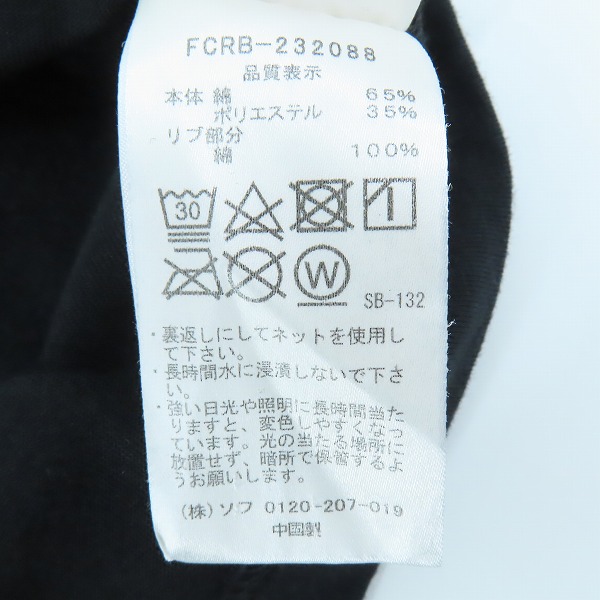 FCRB-232088
品質表示
本体 綿 65%
ポリエステル 35%
リブ部分
綿 100%
30
W
SB-132
・裏返しにしてネットを使用し
て下さい。
・長時間水に浸漬しないで下さ
い。
・強い日光や照明に長時間当た
りますと、変色しやすくなっ
ています。光の当たる場所に
放置せず、暗所で保管するよ
うお願いします。
(株)ソフ 0120-207-019
中国製